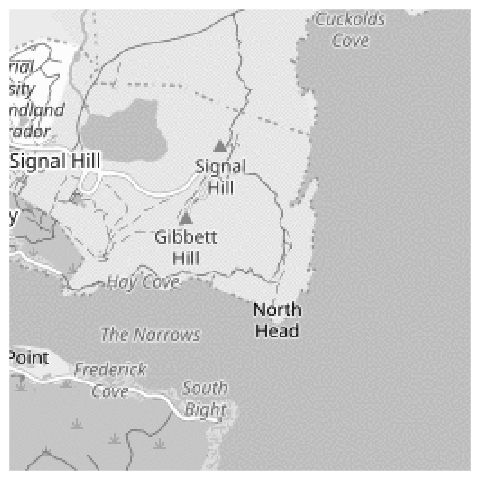 Cuckolds
Cove
rial
sity
ndland
rador
Signal Hill
Signal
Hill
y
Gibbett
Hill
Hay Cove
North
Head
The Narrows
Point
Frederick
Cove
South
Bight